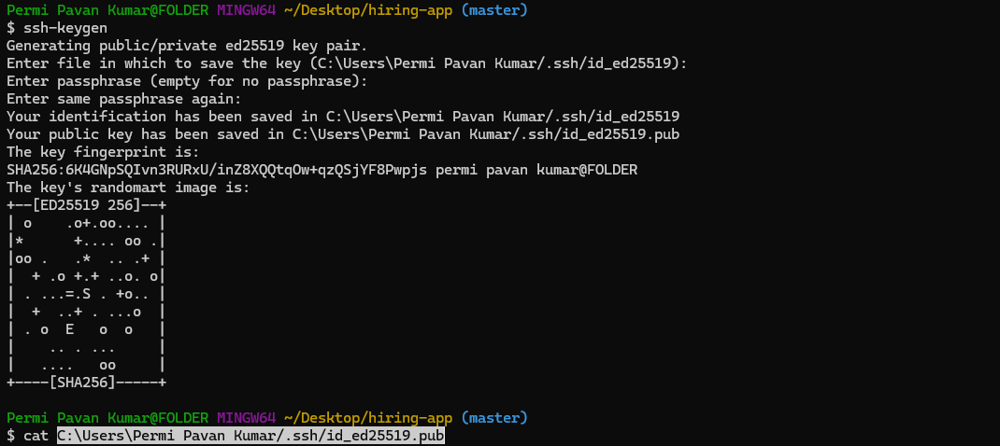 Permi Pavan Kumar@FOLDER MINGW64 ~/Desktop/hiring-app (master)
$ ssh-keygen
Generating public/private ed25519 key pair.
Enter file in which to save the key (C:\Users\Permi Pavan Kumar/.ssh/id_ed25519):
Enter passphrase (empty for no passphrase):
Enter same passphrase again:
Your identification has been saved in C:\Users\Permi Pavan Kumar/.ssh/id_ed25519
Your public key has been saved in C:\Users\Permi Pavan Kumar/.ssh/id_ed25519.pub
The key fingerprint is:
SHA256:6K4GNpSQIvn3RURxU/inZ8XQQtqOw+qzQSjYF8Pwpjs permi pavan kumar@FOLDER
The key's randomart image is:
+--[ED25519 256]--+
| o    .o+.oo.... |
|*      +.... oo .|
|oo .   .*  .. .+ |
|  + .o +.+ ..o. o|
| . ...=.S . +o.. |
|  +  ..+ . ...o  |
| . o  E   o  o   |
|    .. . ...     |
|   ....   oo     |
+----[SHA256]-----+
Permi Pavan Kumar@FOLDER MINGW64 ~/Desktop/hiring-app (master)
$ cat C:\Users\Permi Pavan Kumar/.ssh/id_ed25519.pub